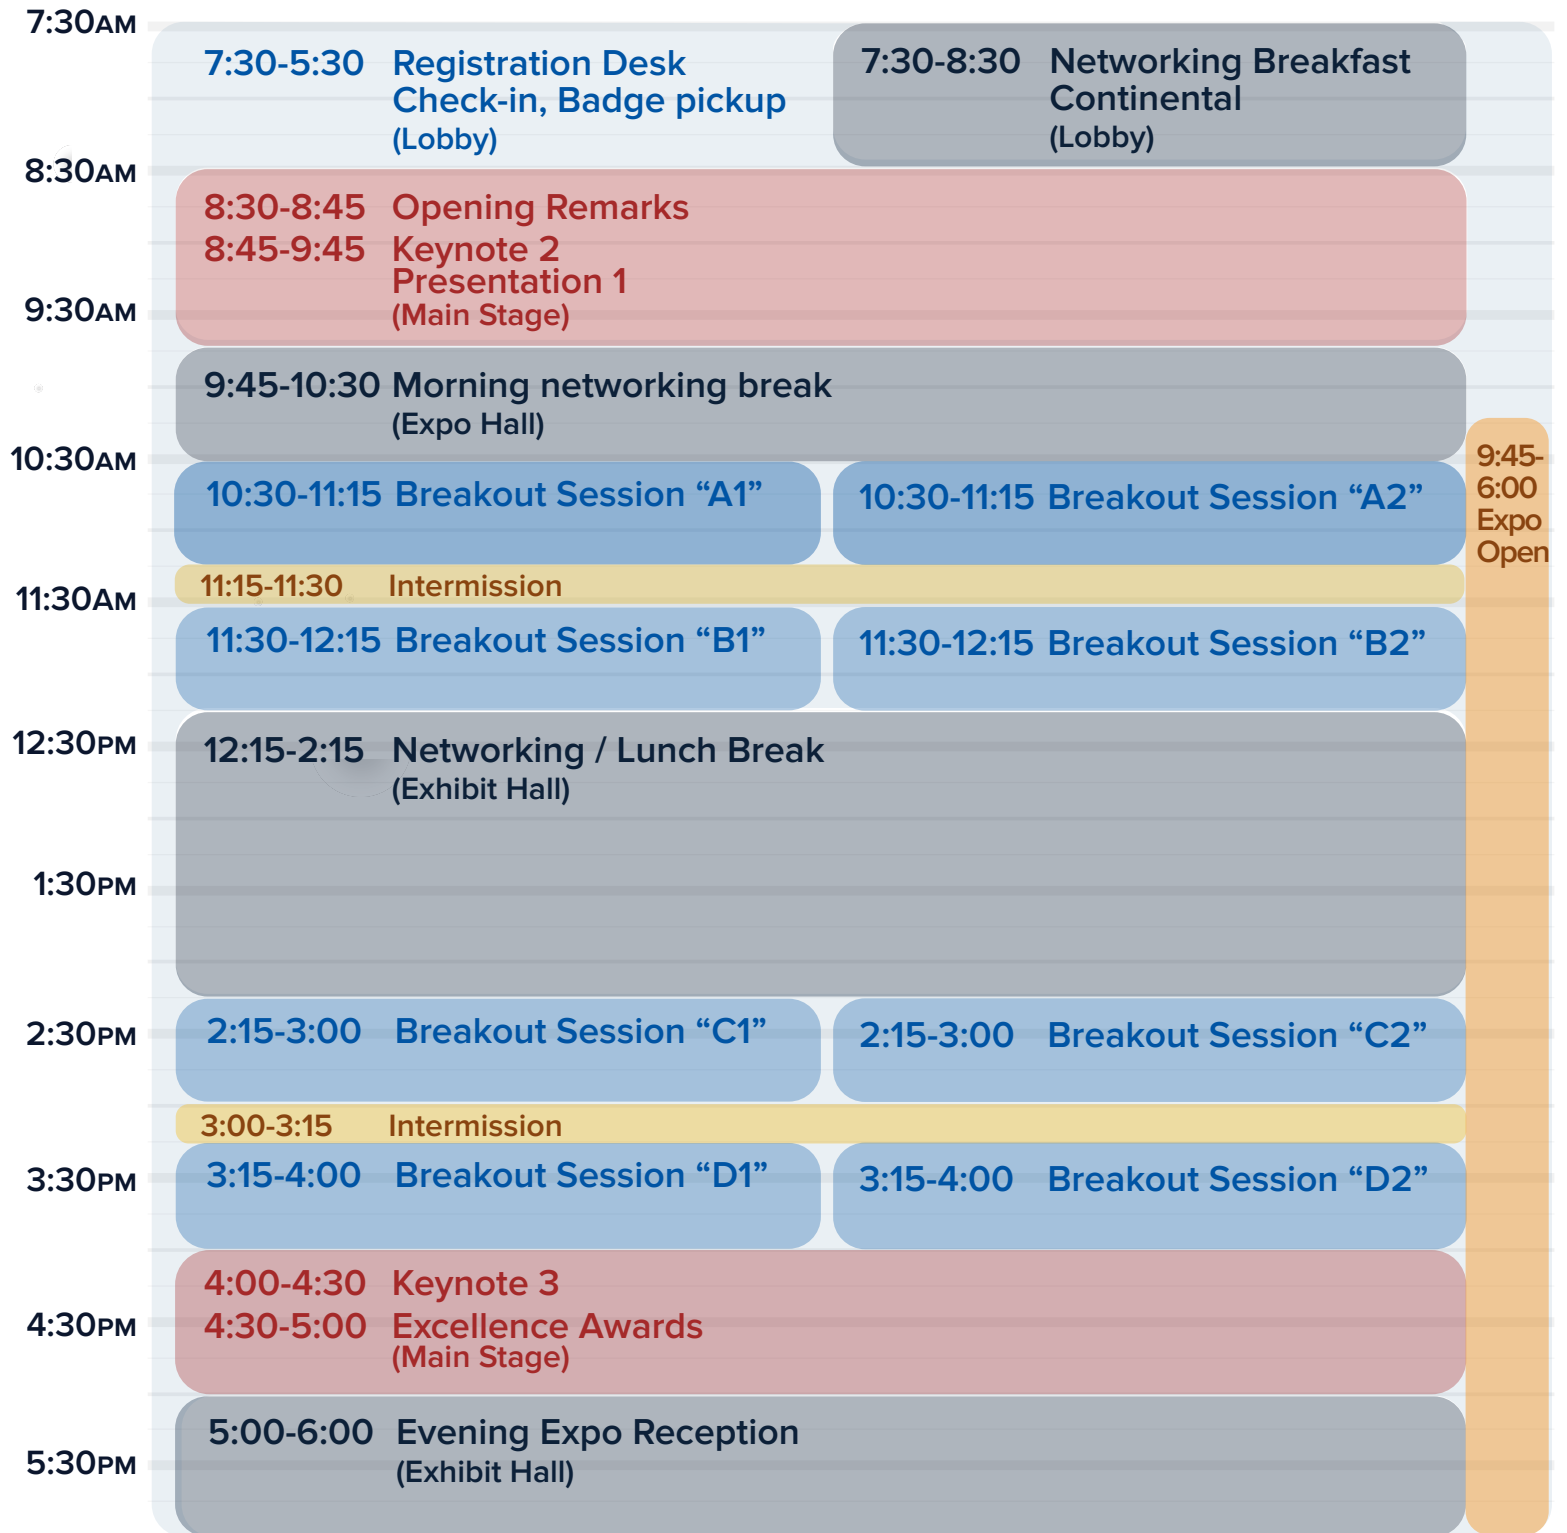 7:30AM
7:30-5:30 Registration Desk
Check-in, Badge pickup
(Lobby)
7:30-8:30 Networking Breakfast
Continental
(Lobby)
8:30AM
8:30-8:45 Opening Remarks
8:45-9:45 Keynote 2
Presentation 1
(Main Stage)
9:30AM
9:45-10:30 Morning networking break
(Expo Hall)
10:30AM
9:45-
6:00
Expo
Open
10:30-11:15 Breakout Session “A1”
10:30-11:15 Breakout Session “A2”
11:15-11:30 Intermission
11:30AM
11:30-12:15 Breakout Session “B1”
11:30-12:15 Breakout Session “B2”
12:30PM
12:15-2:15 Networking / Lunch Break
(Exhibit Hall)
1:30PM
2:30PM
2:15-3:00 Breakout Session “C1”
2:15-3:00 Breakout Session “C2”
3:00-3:15 Intermission
3:30PM
3:15-4:00 Breakout Session “D1”
3:15-4:00 Breakout Session “D2”
4:00-4:30 Keynote 3
4:30PM
4:30-5:00 Excellence Awards
(Main Stage)
5:00-6:00 Evening Expo Reception
(Exhibit Hall)
5:30PM